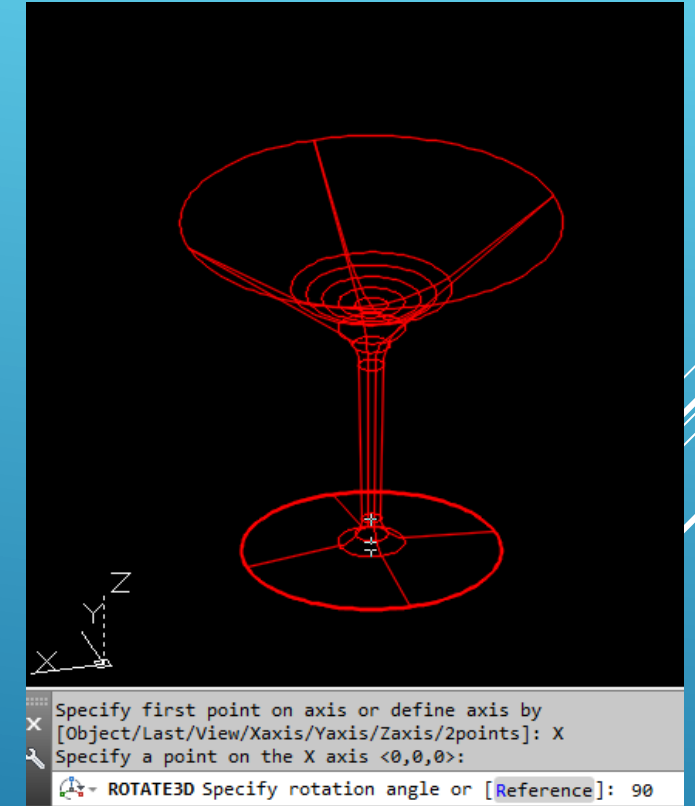 Z
Y
X
Specify first point on axis or define axis by
[Object/Last/View/Xaxis/Yaxis/Zaxis/2points]: X
Specify a point on the X axis <0,0,0>:
ROTATE3D Specify rotation angle or [Reference]: 90